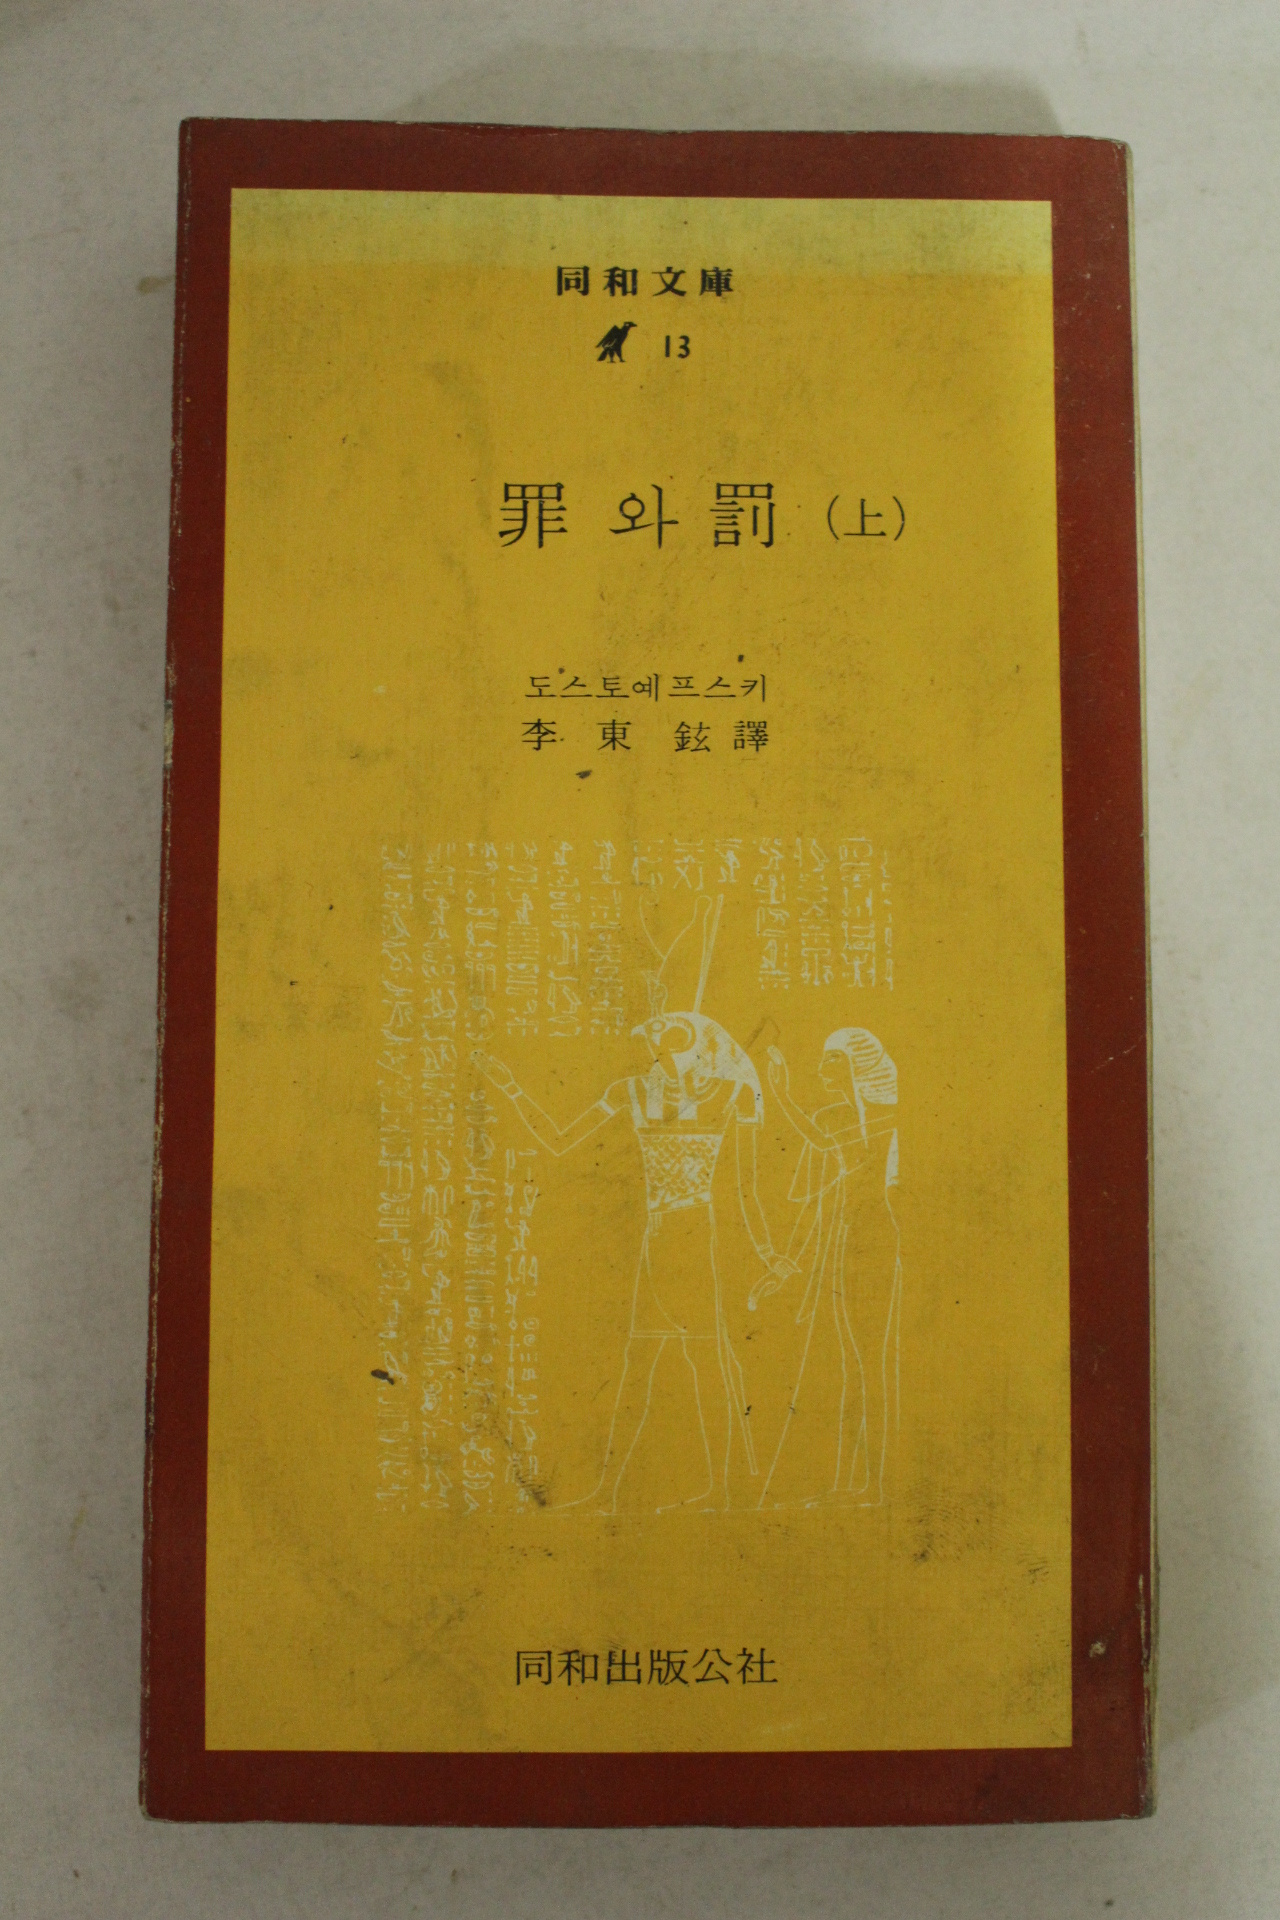 同和文庫
13
罪와罰 (上)
도스토예프스키
李東鉉 譯
同和出版公社